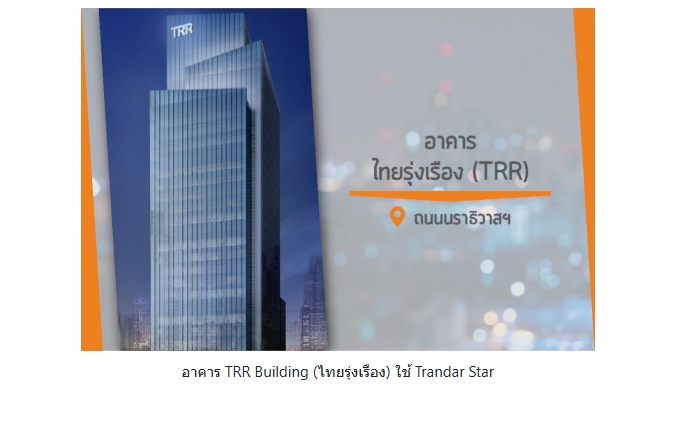 TRR
อาคาร
ไทยรุ่งเรือง (TRR)
ถนนนราธิวาสฯ
อาคาร TRR Building (ไทยรุ่งเรือง) ใช้ Trandar Star